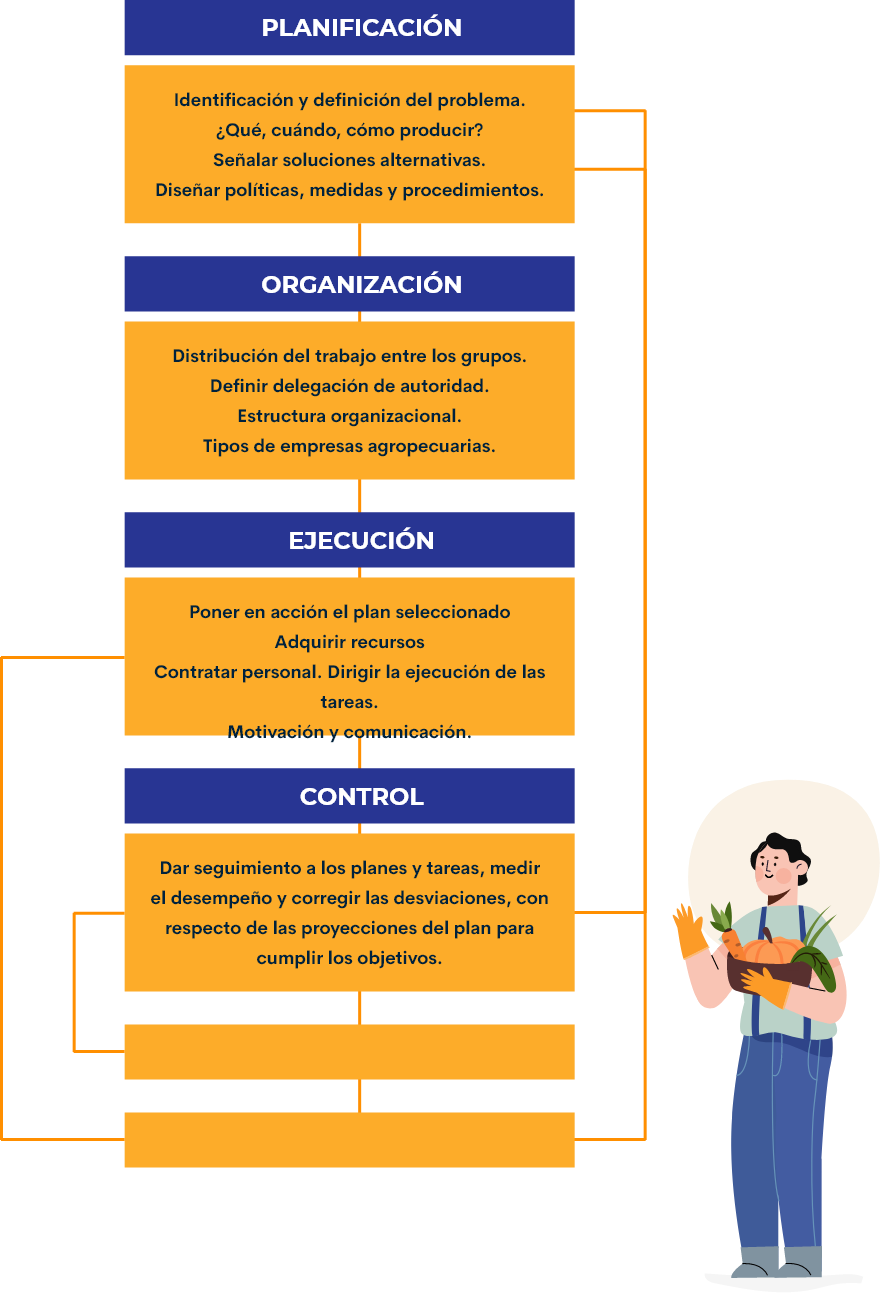 PLANIFICACIÓN
Identificación y definición del problema.
¿Qué, cuándo, cómo producir?
Señalar soluciones alternativas.
Diseñar políticas, medidas y procedimientos.
ORGANIZACIÓN
Distribución del trabajo entre los grupos.
Definir delegación de autoridad.
Estructura organizacional.
Tipos de empresas agropecuarias.
EJECUCIÓN
Poner en acción el plan seleccionado
Adquirir recursos
Contratar personal. Dirigir la ejecución de las
tareas.
Motivación y comunicación.
CONTROL
Dar seguimiento a los planes y tareas, medir
el desempeño y corregir las desviaciones, con
respecto de las proyecciones del plan para
cumplir los objetivos.